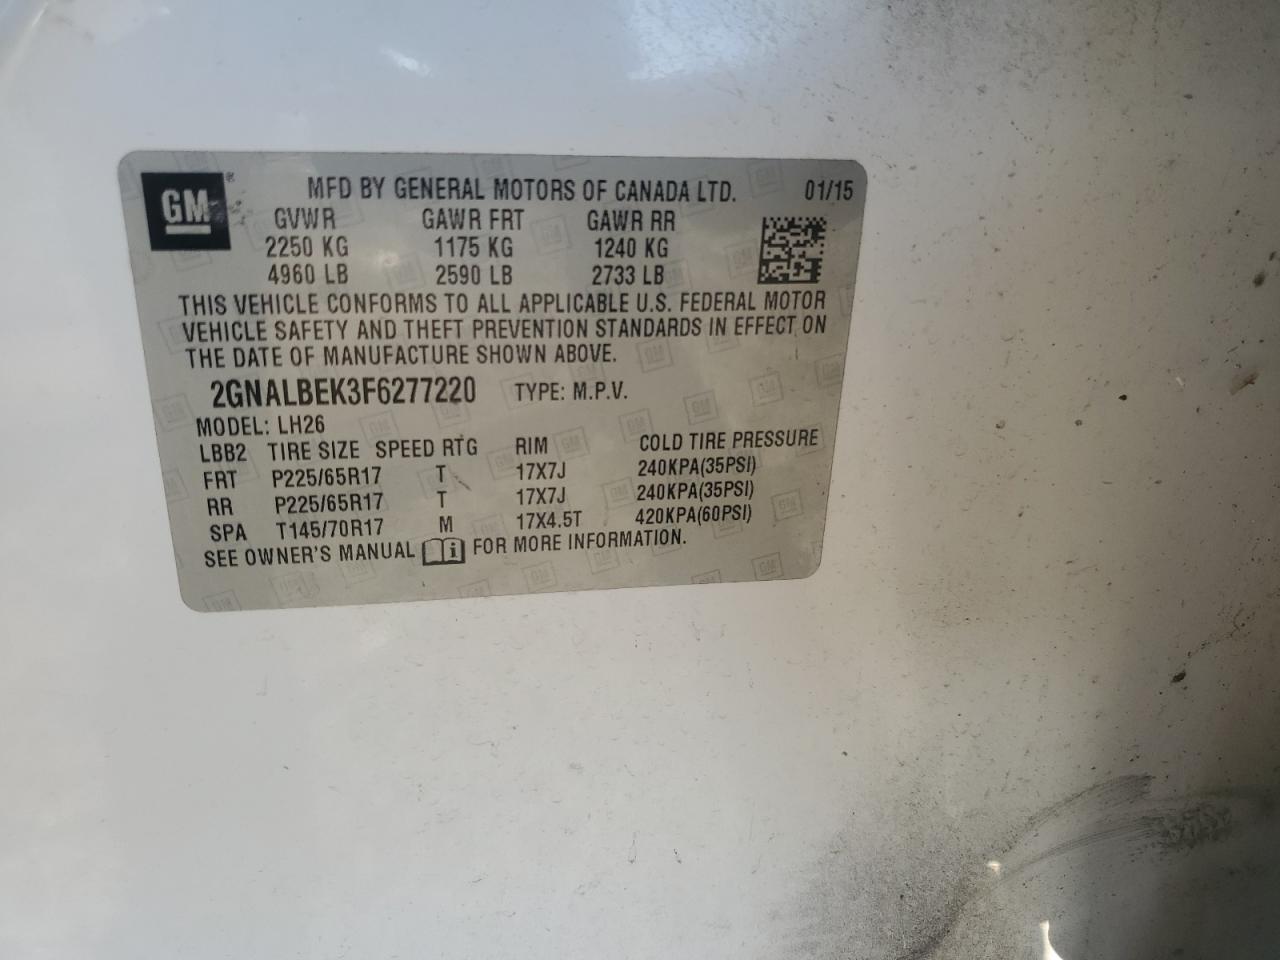 GM® MFD BY GENERAL MOTORS OF CANADA LTD. 01/15
GVWR GAWR FRT GAWR RR
2250 KG 1175 KG 1240 KG
4960 LB 2590 LB 2733 LB
THIS VEHICLE CONFORMS TO ALL APPLICABLE U.S. FEDERAL MOTOR
VEHICLE SAFETY AND THEFT PREVENTION STANDARDS IN EFFECT ON
THE DATE OF MANUFACTURE SHOWN ABOVE.
2GNALBEK3F6277220 TYPE: M.P.V.
MODEL: LH26
LBB2 TIRE SIZE SPEED RTG RIM COLD TIRE PRESSURE
FRT P225/65R17 T 17X7J 240KPA(35PSI)
RR P225/65R17 T 17X7J 240KPA(35PSI)
SPA T145/70R17 M 17X4.5T 420KPA(60PSI)
SEE OWNER'S MANUAL i FOR MORE INFORMATION.